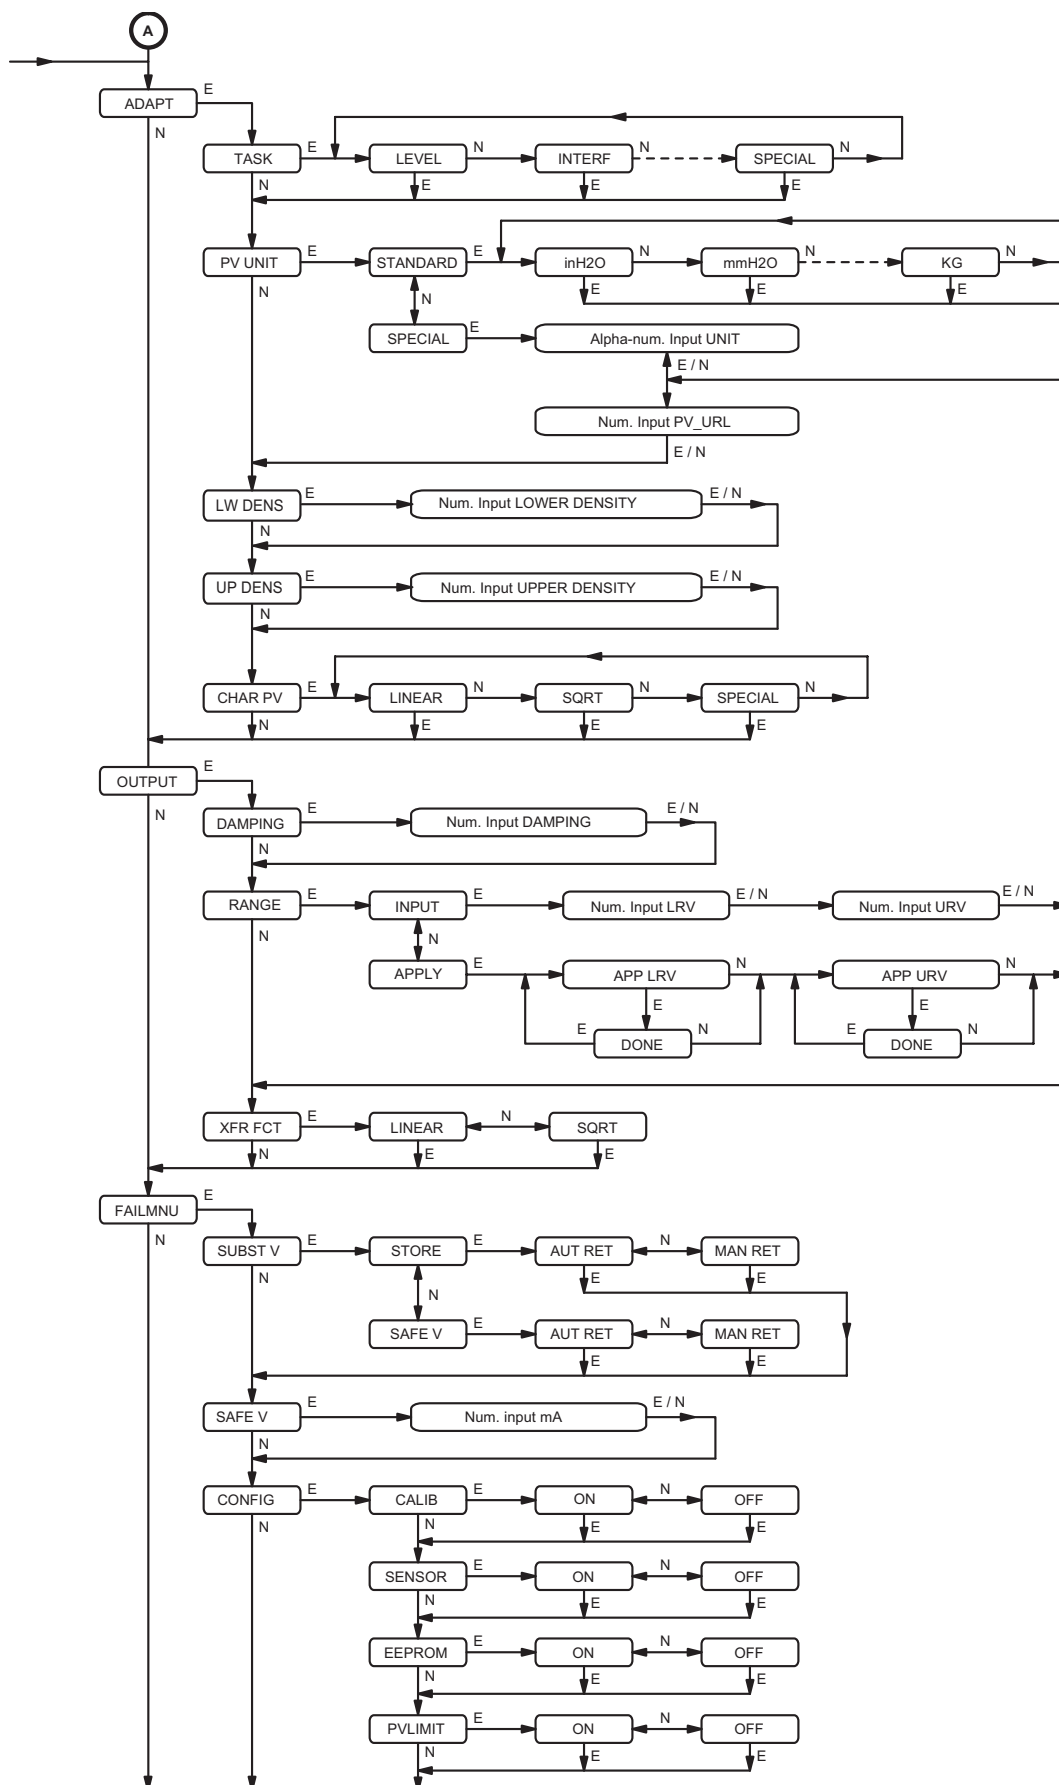 A
ADAPT E
N
TASK E LEVEL N INTERF N SPECIAL N
N E E E
PV UNIT E STANDARD E inH2O N mmH2O N KG N
N N E E E
SPECIAL E Alpha-num. Input UNIT
E / N
Num. Input PV_URL
E / N
LW DENS E Num. Input LOWER DENSITY E / N
N
UP DENS E Num. Input UPPER DENSITY E / N
N
CHAR PV E LINEAR N SQRT N SPECIAL N
N E E E
OUTPUT E
N
DAMPING E Num. Input DAMPING E / N
N
RANGE E INPUT E Num. Input LRV E / N Num. Input URV E / N
N N
APPLY E APP LRV N APP URV N
E E
E DONE N E DONE N
XFR FCT E LINEAR N SQRT
N E E
FAILMNU E
N
SUBST V E STORE E AUT RET N MAN RET
N N E E
SAFE V E AUT RET N MAN RET
E E
SAFE V E Num. input mA E / N
N
CONFIG E CALIB E ON N OFF
N N E E
SENSOR E ON N OFF
N E E
EEPROM E ON N OFF
N E E
PVLIMIT E ON N OFF
N E E